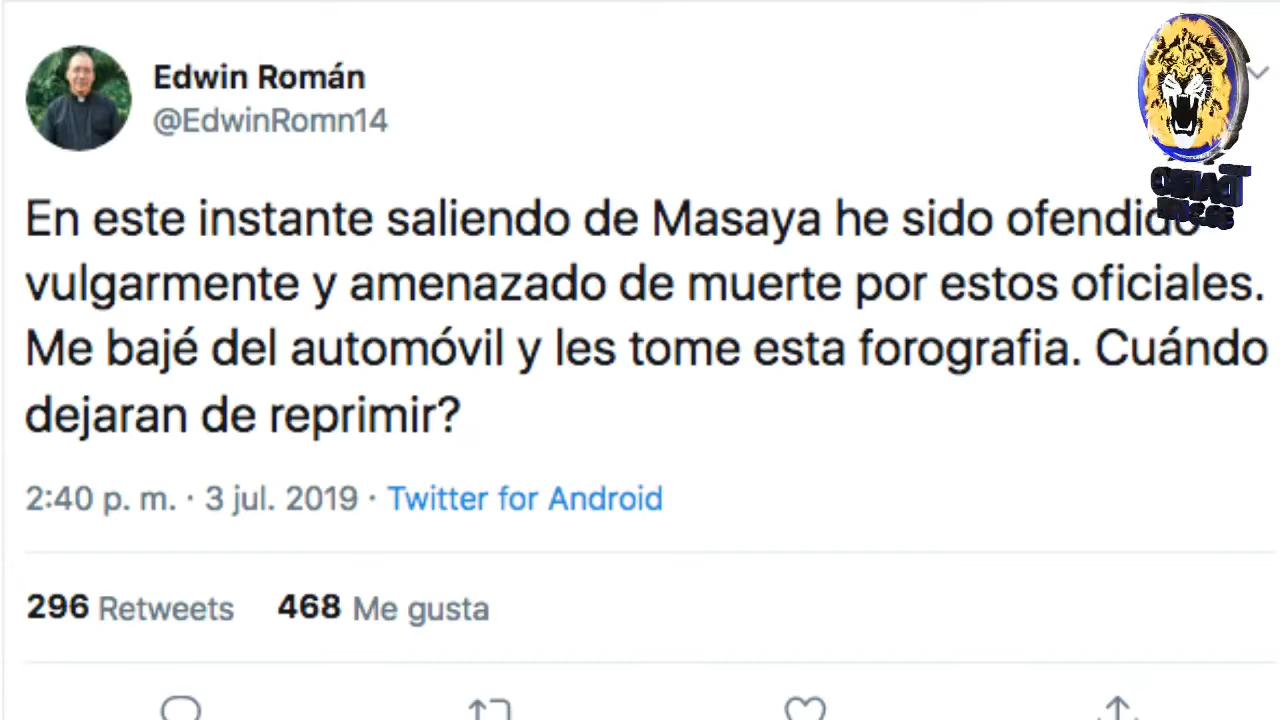 Edwin Román
@EdwinRomn14
En este instante saliendo de Masaya he sido ofendido
vulgarmente y amenazado de muerte por estos oficiales.
Me bajé del automóvil y les tome esta forografia. Cuándo
dejaran de reprimir?
2:40 p. m. · 3 jul. 2019 · Twitter for Android
296 Retweets 468 Me gusta